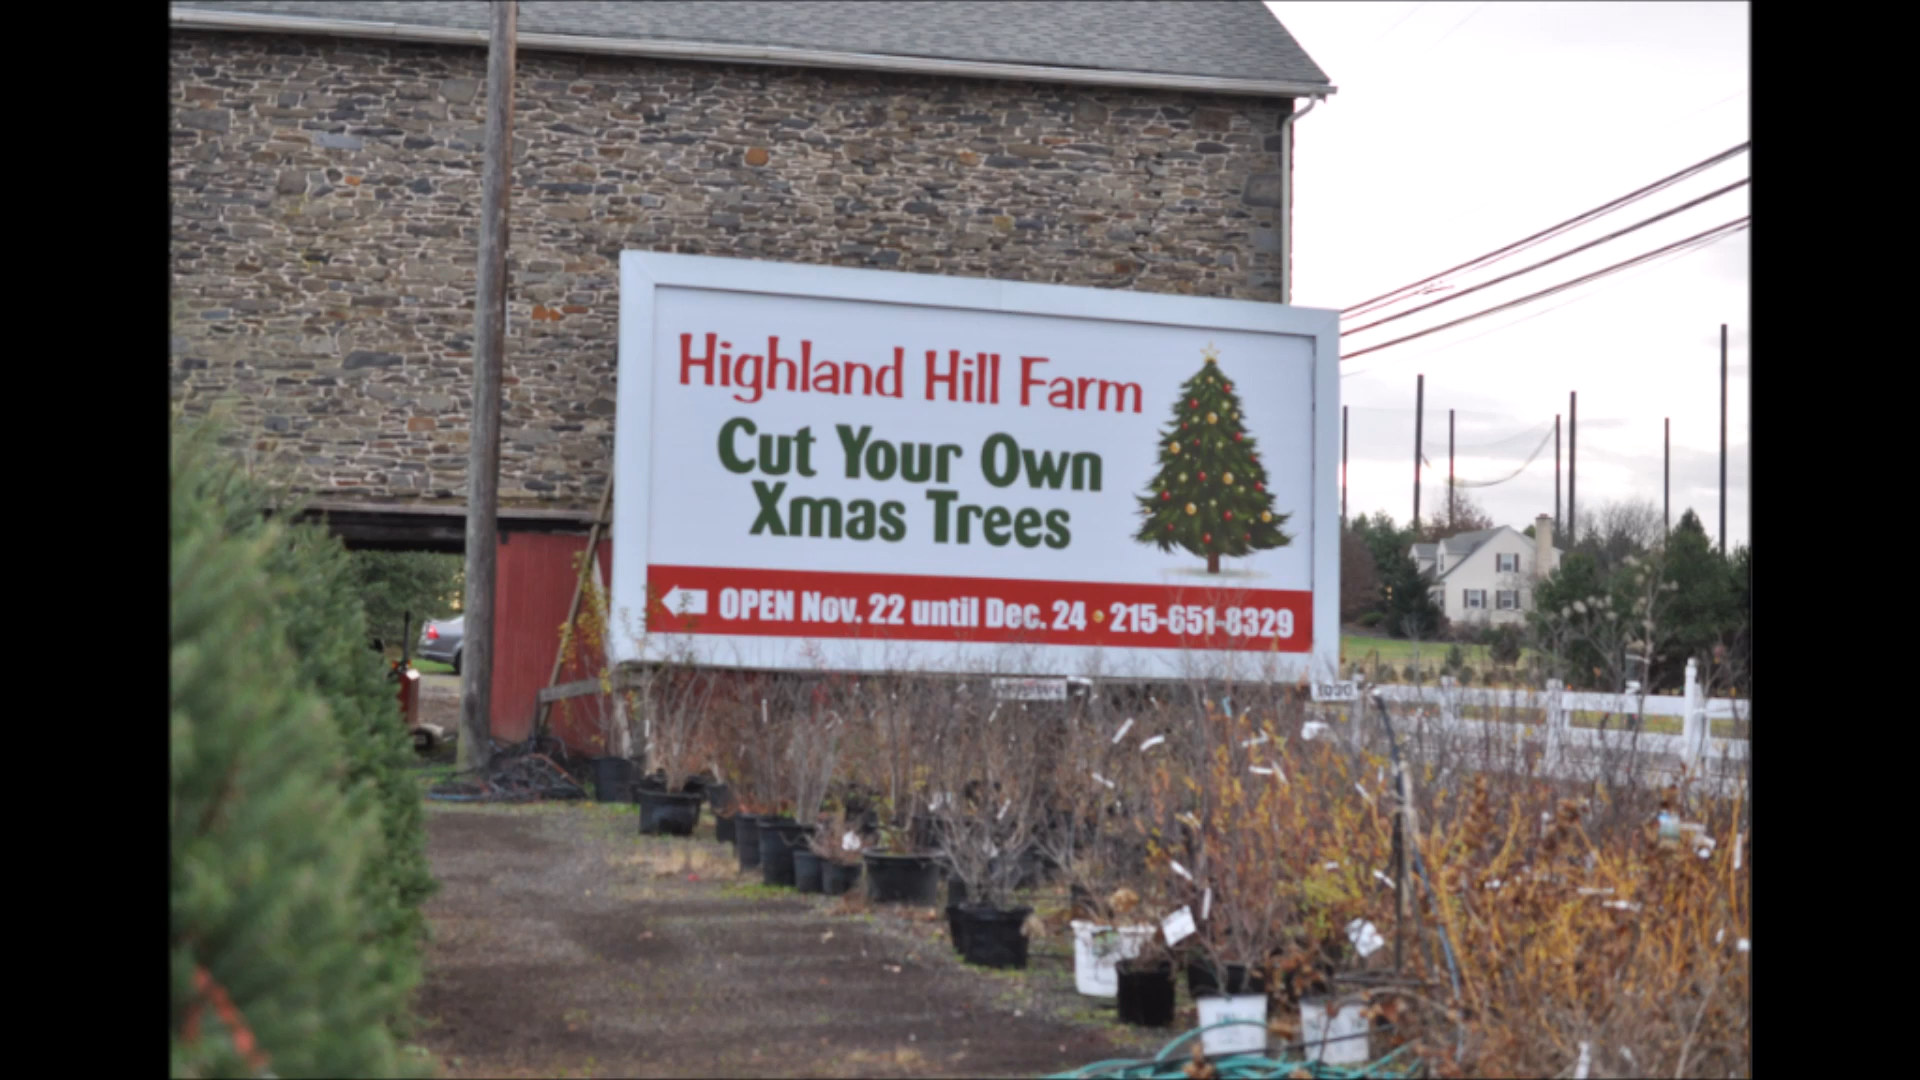 Highland Hill Farm
Cut Your Own
Xmas Trees
OPEN Nov. 22 until Dec. 24 • 215-651-8329